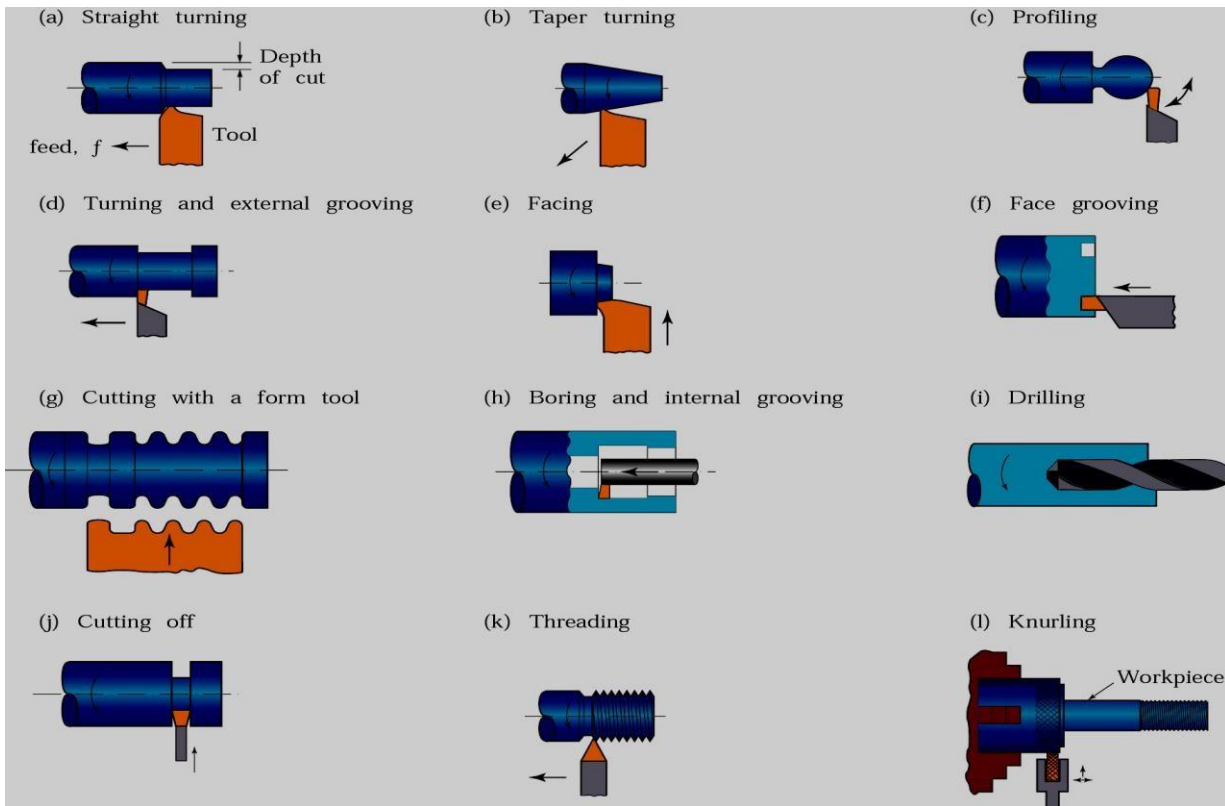 (a) Straight turning
Depth
of cut
feed, f
Tool
(b) Taper turning
(c) Profiling
(d) Turning and external grooving
(e) Facing
(f) Face grooving
(g) Cutting with a form tool
(h) Boring and internal grooving
(i) Drilling
(j) Cutting off
(k) Threading
(l) Knurling
Workpiece